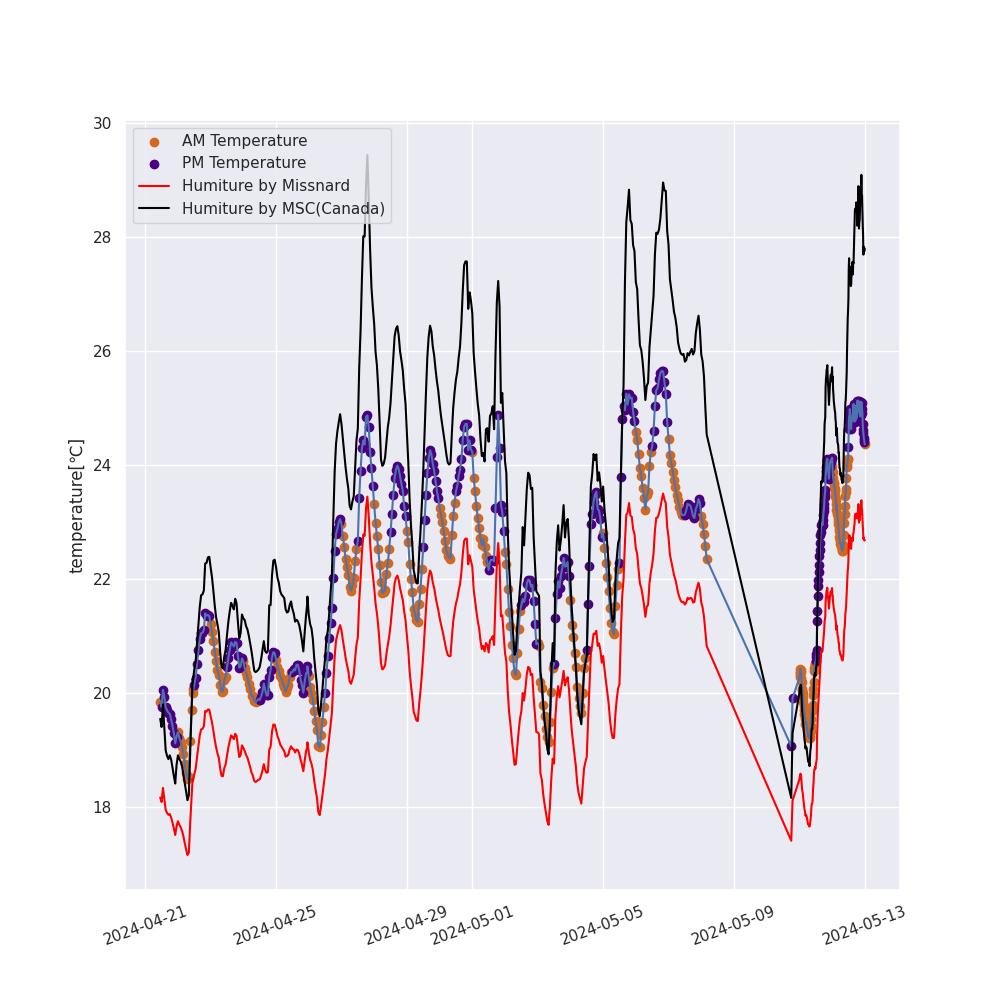 30
AM Temperature
PM Temperature
Humiture by Missnard
Humiture by MSC(Canada)
28
26
24
22
20
18
temperature[℃]
2024-04-21
2024-04-25
2024-04-29
2024-05-01
2024-05-05
2024-05-09
2024-05-13